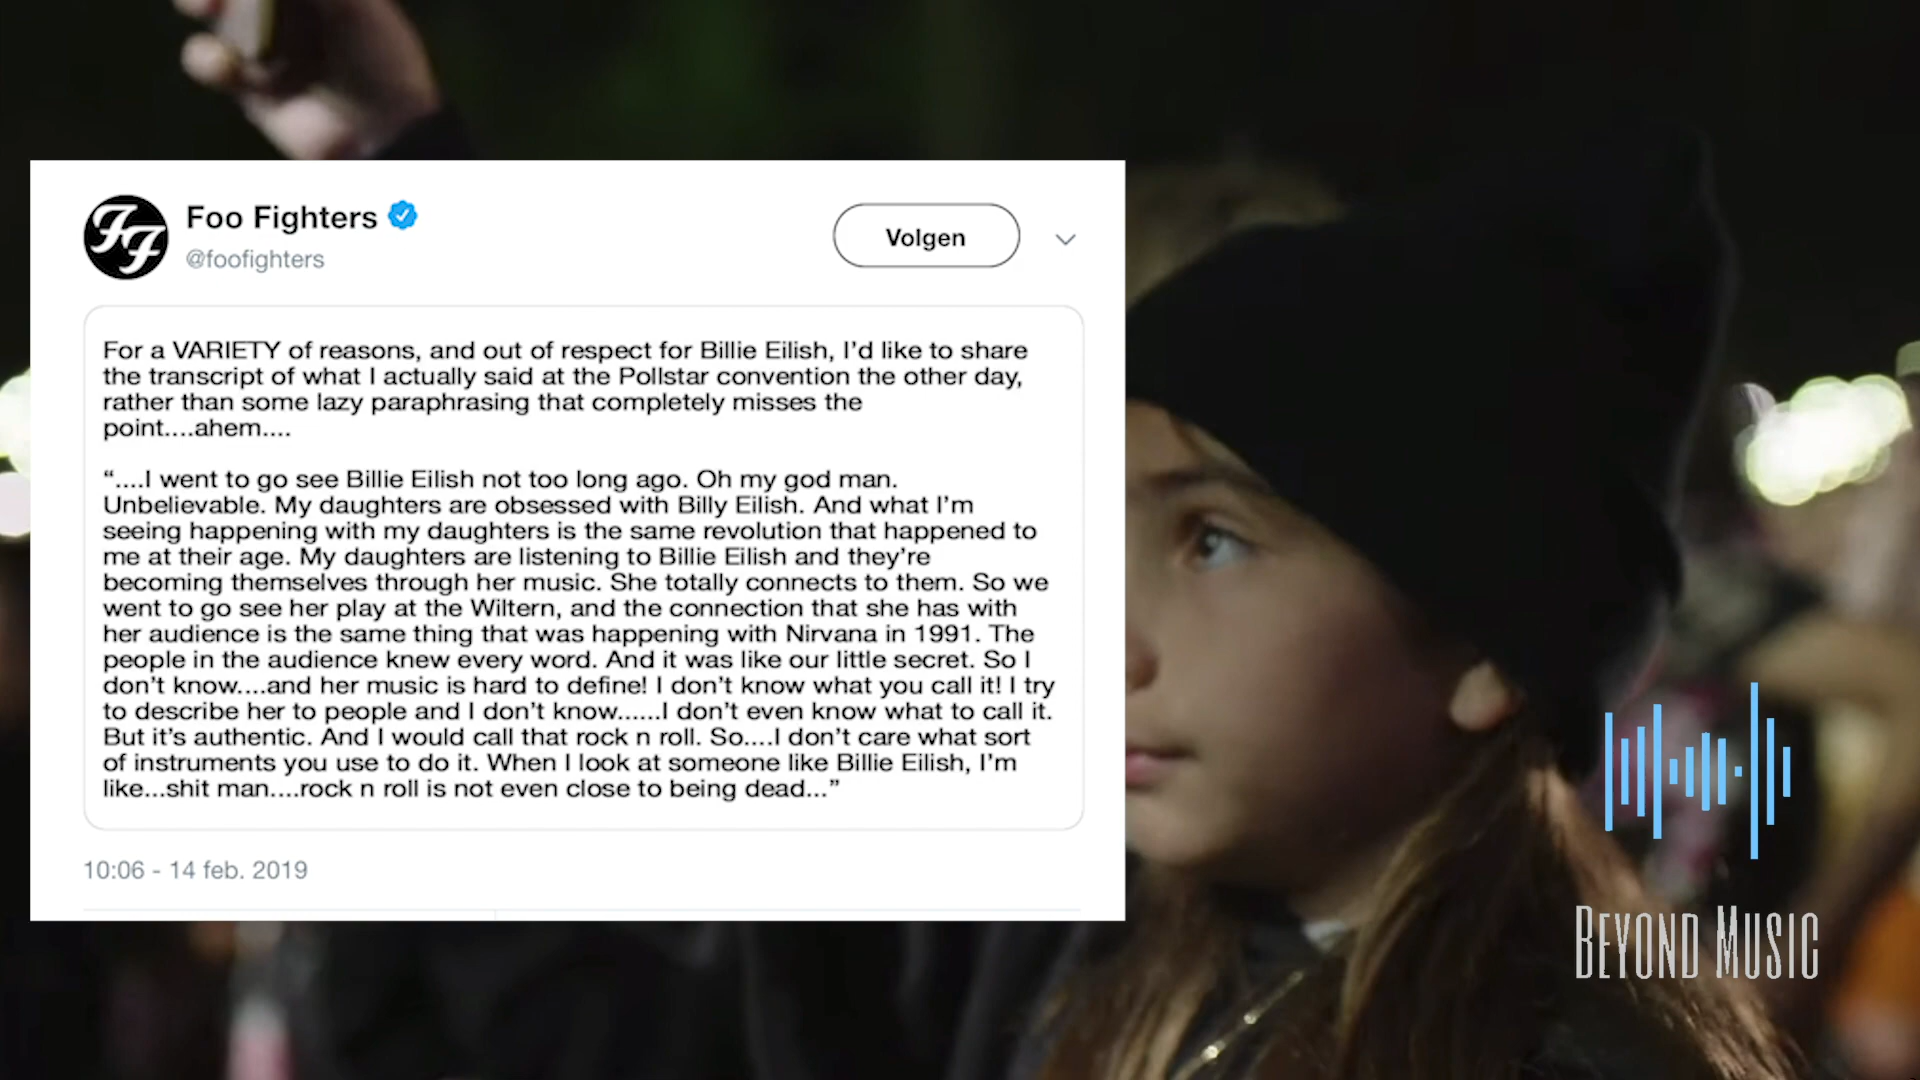 Foo Fighters
@foofighters
Volgen
For a VARIETY of reasons, and out of respect for Billie Eilish, I'd like to share
the transcript of what I actually said at the Pollstar convention the other day,
rather than some lazy paraphrasing that completely misses the
point....ahem....
“....I went to go see Billie Eilish not too long ago. Oh my god man.
Unbelievable. My daughters are obsessed with Billy Eilish. And what I'm
seeing happening with my daughters is the same revolution that happened to
me at their age. My daughters are listening to Billie Eilish and they're
becoming themselves through her music. She totally connects to them. So we
went to go see her play at the Wiltern, and the connection that she has with
her audience is the same thing that was happening with Nirvana in 1991. The
people in the audience knew every word. And it was like our little secret. So I
don't know....and her music is hard to define! I don't know what you call it! I try
to describe her to people and I don't know......I don't even know what to call it.
But it's authentic. And I would call that rock n roll. So....I don't care what sort
of instruments you use to do it. When I look at someone like Billie Eilish, I'm
like...shit man....rock n roll is not even close to being dead...”
10:06 - 14 feb. 2019
BEYOND MUSIC